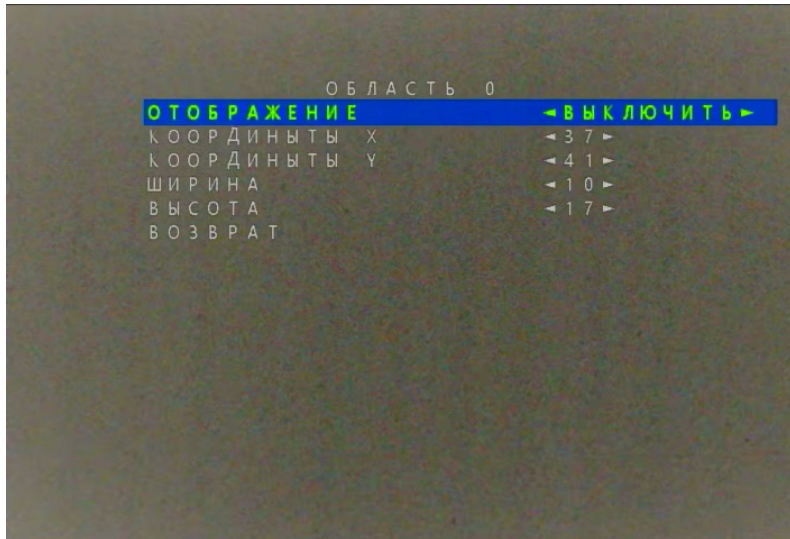 ОБЛАСТЬ 0
ОТОБРАЖЕНИЕ ◄ВЫКЛЮЧИТЬ►
КООРДИНЫТЫ X ◄37►
КООРДИНЫТЫ Y ◄41►
ШИРИНА ◄10►
ВЫСОТА ◄17►
ВОЗВРАТ